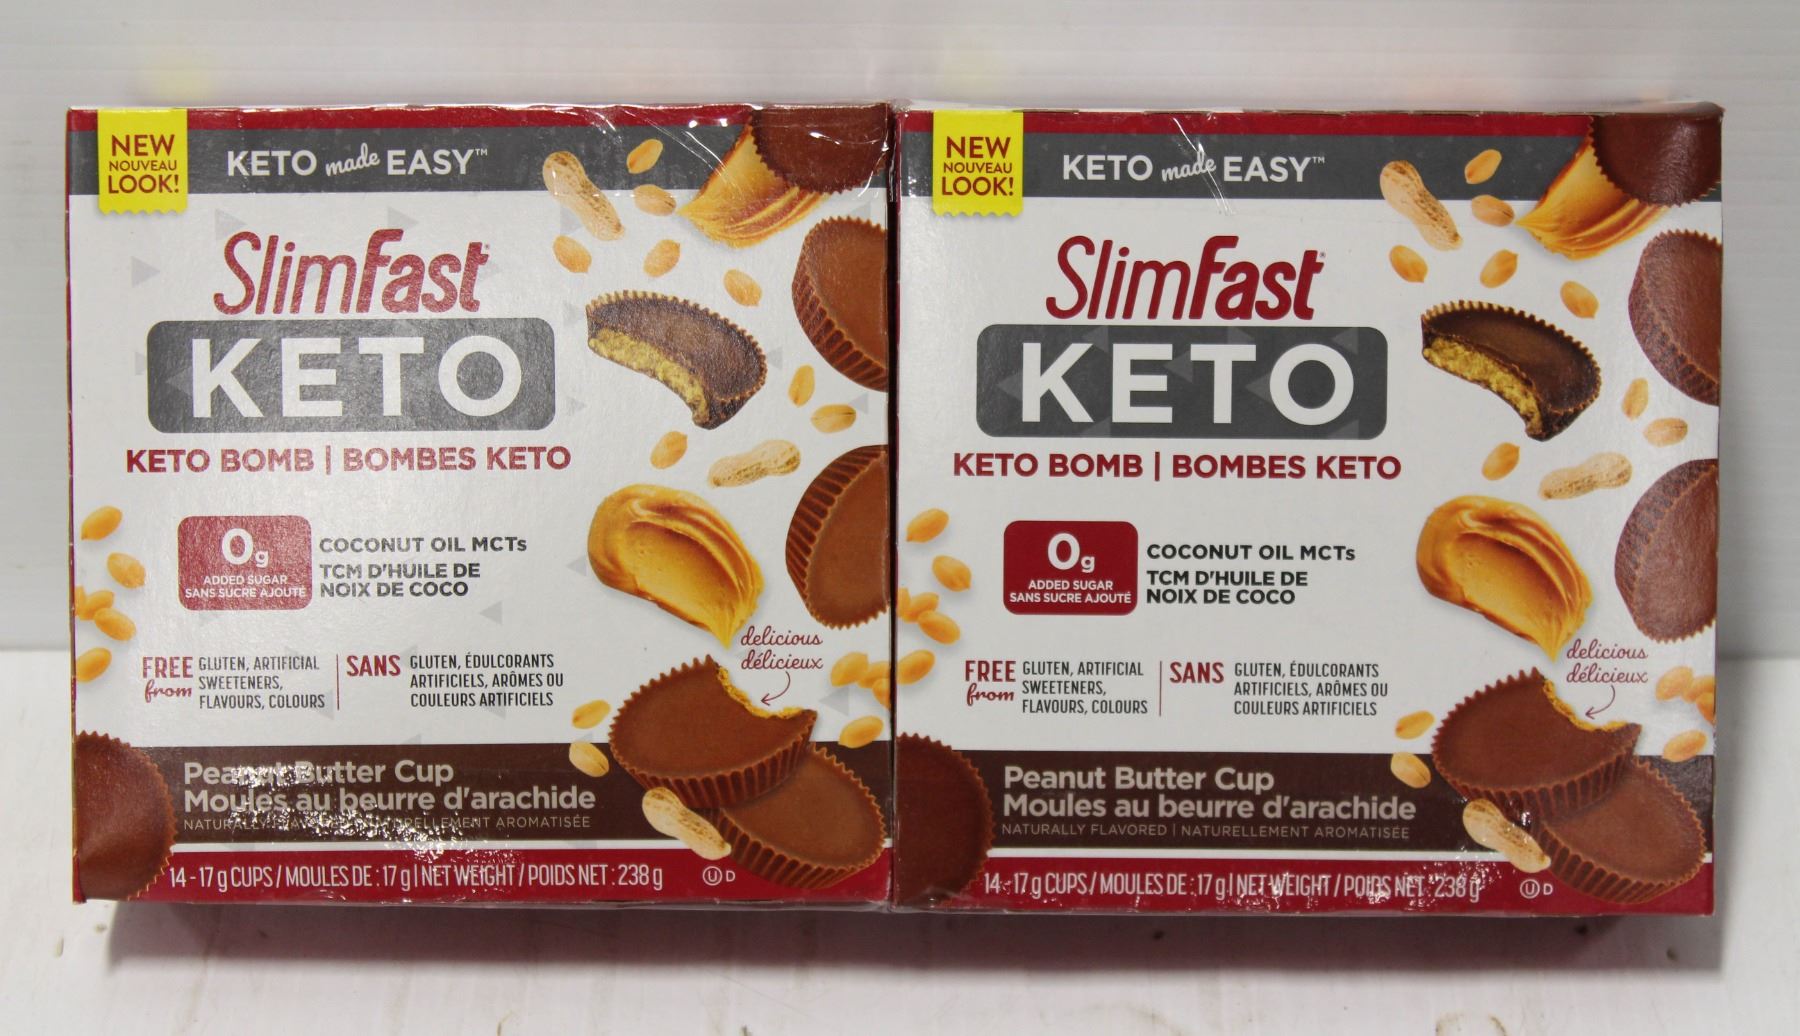 NEW
NOUVEAU
LOOK!
KETO made EASY™
SlimFast
KETO
KETO BOMB | BOMBES KETO
0g
ADDED SUGAR
SANS SUCRE AJOUTÉ
COCONUT OIL MCTs
TCM D'HUILE DE
NOIX DE COCO
delicious
délicieux
FREE from
GLUTEN, ARTIFICIAL
SWEETENERS,
FLAVOURS, COLOURS
SANS
GLUTEN, ÉDULCORANTS
ARTIFICIELS, ARÔMES OU
COULEURS ARTIFICIELS
Peanut Butter Cup
Moules au beurre d'arachide
NATURALLY AROMATISÉE
14 - 17 g CUPS / MOULES DE : 17 g | NET WEIGHT / POIDS NET : 238 g
U D
NEW
NOUVEAU
LOOK!
KETO made EASY™
SlimFast
KETO
KETO BOMB | BOMBES KETO
0g
ADDED SUGAR
SANS SUCRE AJOUTÉ
COCONUT OIL MCTs
TCM D'HUILE DE
NOIX DE COCO
delicious
délicieux
FREE from
GLUTEN, ARTIFICIAL
SWEETENERS,
FLAVOURS, COLOURS
SANS
GLUTEN, ÉDULCORANTS
ARTIFICIELS, ARÔMES OU
COULEURS ARTIFICIELS
Peanut Butter Cup
Moules au beurre d'arachide
NATURALLY FLAVORED | NATURELLEMENT AROMATISÉE
14 - 17 g CUPS / MOULES DE : 17 g | NET WEIGHT / POIDS NET : 238 g
U D